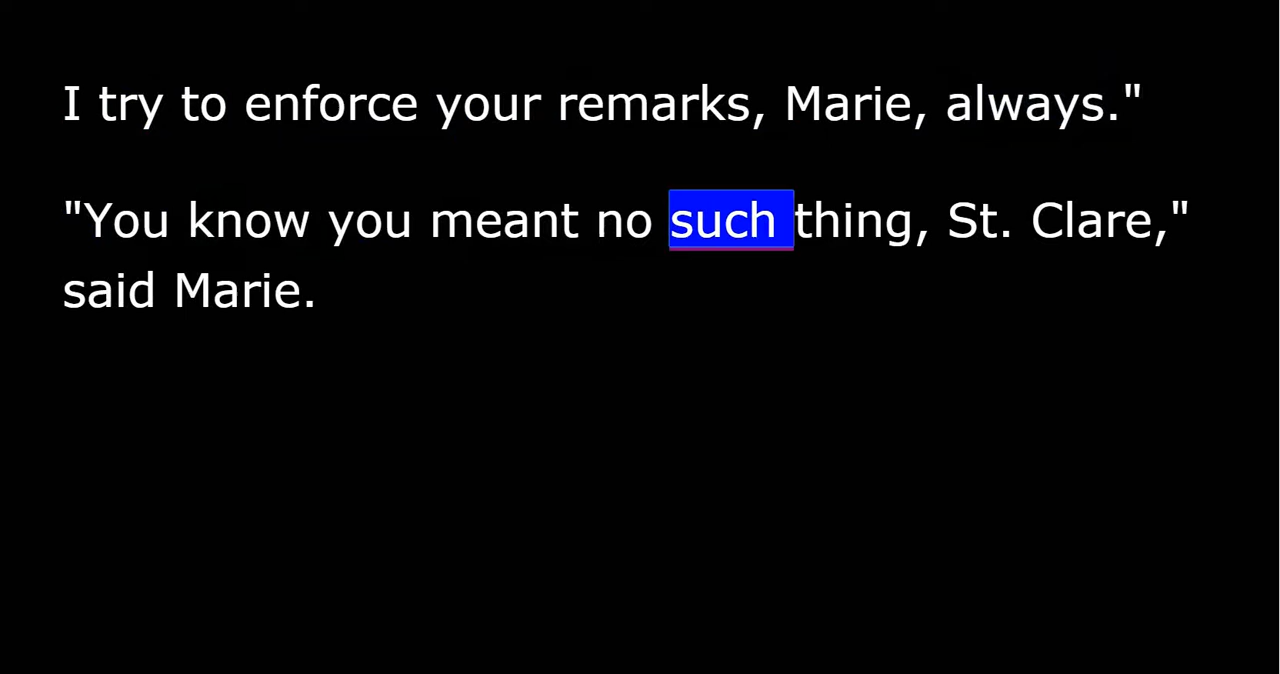 I try to enforce your remarks, Marie, always."
"You know you meant no such thing, St. Clare,"
said Marie.